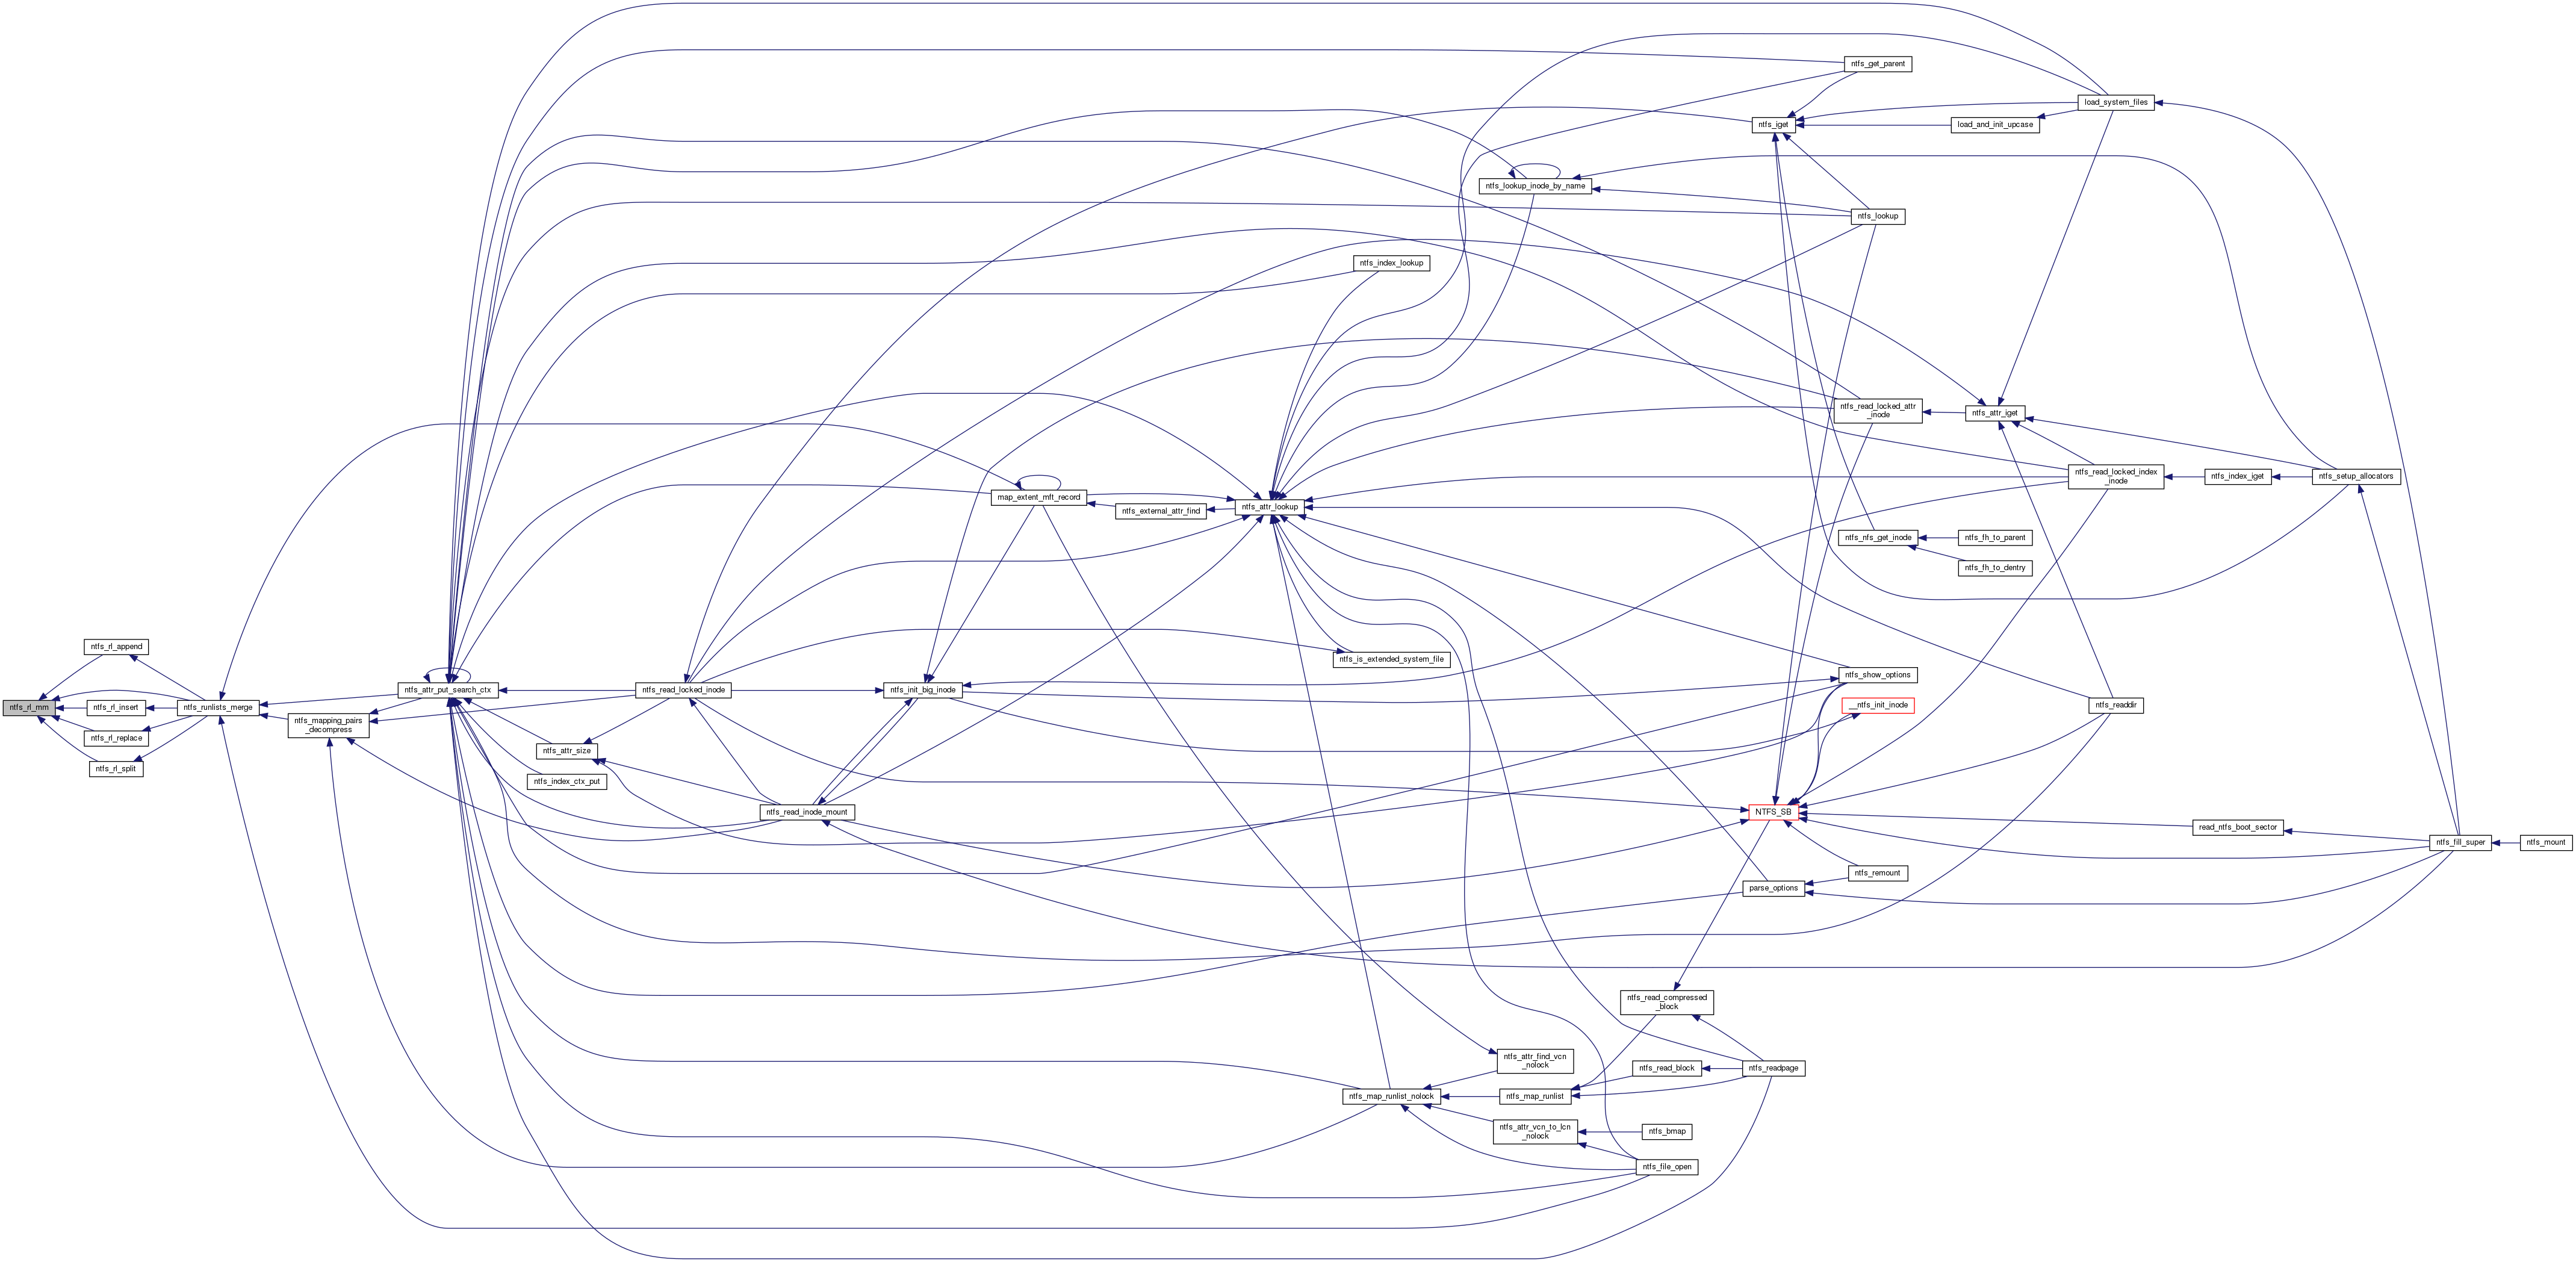 ntfs_get_parent
load_system_files
ntfs_iget
load_and_init_upcase
ntfs_lookup_inode_by_name
ntfs_lookup
ntfs_index_lookup
ntfs_read_locked_attr
_inode
ntfs_attr_iget
ntfs_read_locked_index
_inode
ntfs_index_iget
ntfs_setup_allocators
map_extent_mft_record
ntfs_external_attr_find
ntfs_attr_lookup
ntfs_nfs_get_inode
ntfs_fh_to_parent
ntfs_fh_to_dentry
ntfs_rl_append
ntfs_is_extended_system_file
ntfs_show_options
ntfs_attr_put_search_ctx
ntfs_read_locked_inode
ntfs_init_big_inode
__ntfs_init_inode
ntfs_readdir
ntfs_rl_mm
ntfs_rl_insert
ntfs_runlists_merge
ntfs_mapping_pairs
_decompress
ntfs_rl_replace
ntfs_attr_size
ntfs_rl_split
ntfs_index_ctx_put
ntfs_read_inode_mount
NTFS_SB
read_ntfs_boot_sector
ntfs_fill_super
ntfs_mount
ntfs_remount
parse_options
ntfs_read_compressed
_block
ntfs_attr_find_vcn
_nolock
ntfs_read_block
ntfs_readpage
ntfs_map_runlist_nolock
ntfs_map_runlist
ntfs_attr_vcn_to_lcn
_nolock
ntfs_bmap
ntfs_file_open